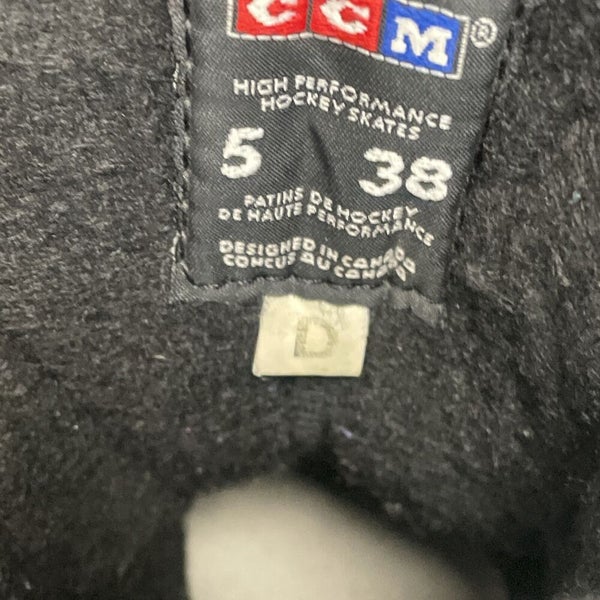 CCM®
HIGH PERFORMANCE
HOCKEY SKATES
5 38
PATINS DE HOCKEY
DE HAUTE PERFORMANCE
DESIGNED IN CANADA
CONCUS AU CANADA
D